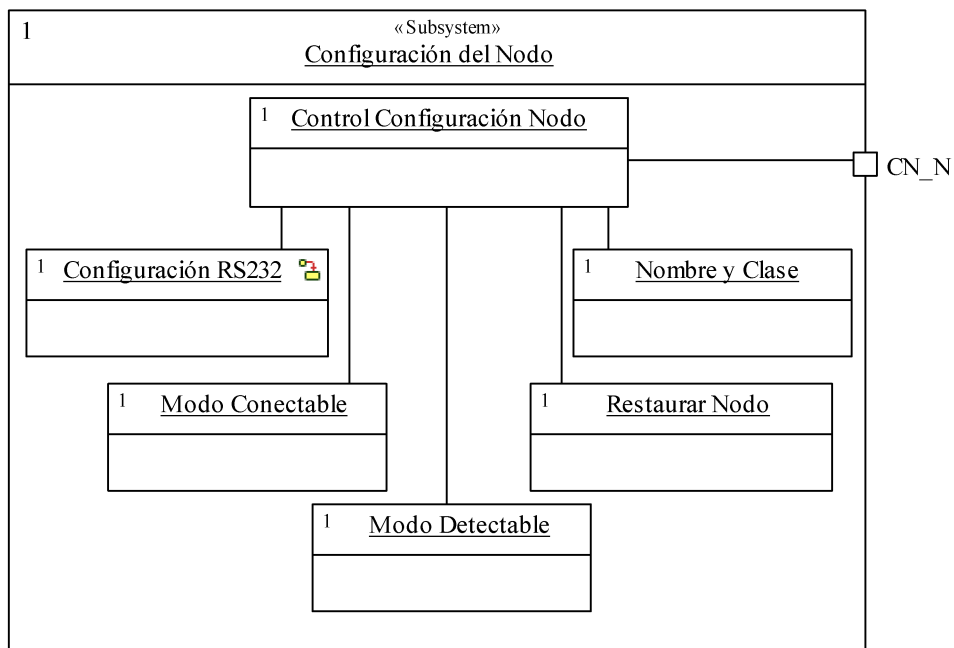 1
«Subsystem»
Configuración del Nodo
1 Control Configuración Nodo
CN_N
1 Configuración RS232
1 Nombre y Clase
1 Modo Conectable
1 Restaurar Nodo
1 Modo Detectable